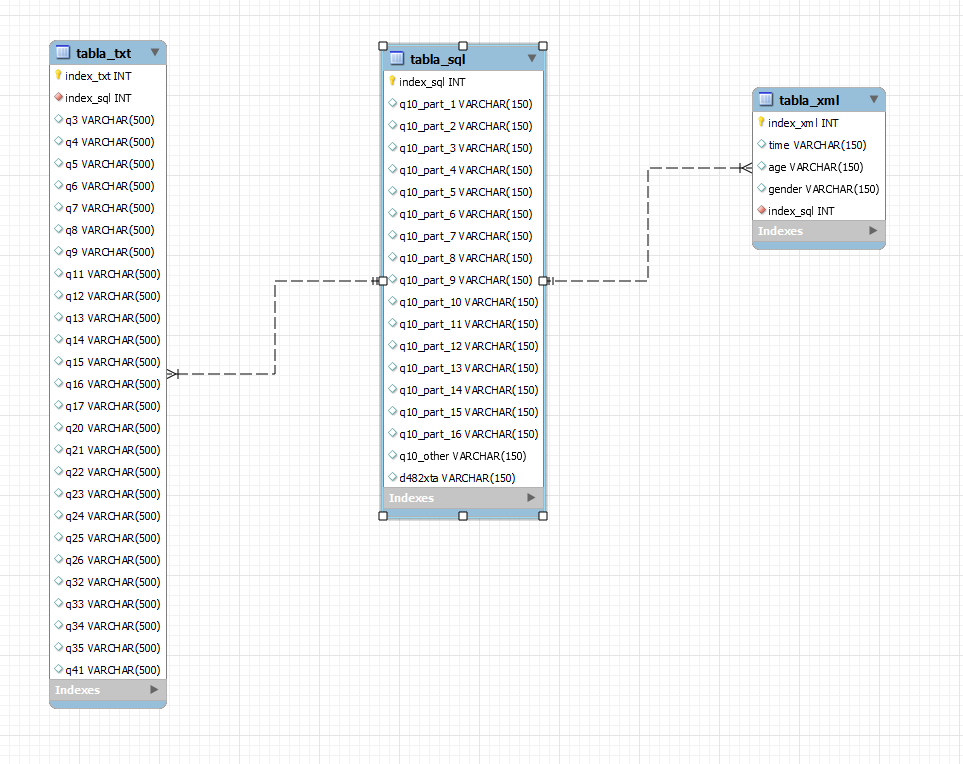 tabla_txt
index_txt INT
index_sql INT
q3 VARCHAR(500)
q4 VARCHAR(500)
q5 VARCHAR(500)
q6 VARCHAR(500)
q7 VARCHAR(500)
q8 VARCHAR(500)
q9 VARCHAR(500)
q11 VARCHAR(500)
q12 VARCHAR(500)
q13 VARCHAR(500)
q14 VARCHAR(500)
q15 VARCHAR(500)
q16 VARCHAR(500)
q17 VARCHAR(500)
q20 VARCHAR(500)
q21 VARCHAR(500)
q22 VARCHAR(500)
q23 VARCHAR(500)
q24 VARCHAR(500)
q25 VARCHAR(500)
q26 VARCHAR(500)
q32 VARCHAR(500)
q33 VARCHAR(500)
q34 VARCHAR(500)
q35 VARCHAR(500)
q41 VARCHAR(500)
Indexes
tabla_sql
index_sql INT
q10_part_1 VARCHAR(150)
q10_part_2 VARCHAR(150)
q10_part_3 VARCHAR(150)
q10_part_4 VARCHAR(150)
q10_part_5 VARCHAR(150)
q10_part_6 VARCHAR(150)
q10_part_7 VARCHAR(150)
q10_part_8 VARCHAR(150)
q10_part_9 VARCHAR(150)
q10_part_10 VARCHAR(150)
q10_part_11 VARCHAR(150)
q10_part_12 VARCHAR(150)
q10_part_13 VARCHAR(150)
q10_part_14 VARCHAR(150)
q10_part_15 VARCHAR(150)
q10_part_16 VARCHAR(150)
q10_other VARCHAR(150)
d482xta VARCHAR(150)
Indexes
tabla_xml
index_xml INT
time VARCHAR(150)
age VARCHAR(150)
gender VARCHAR(150)
index_sql INT
Indexes